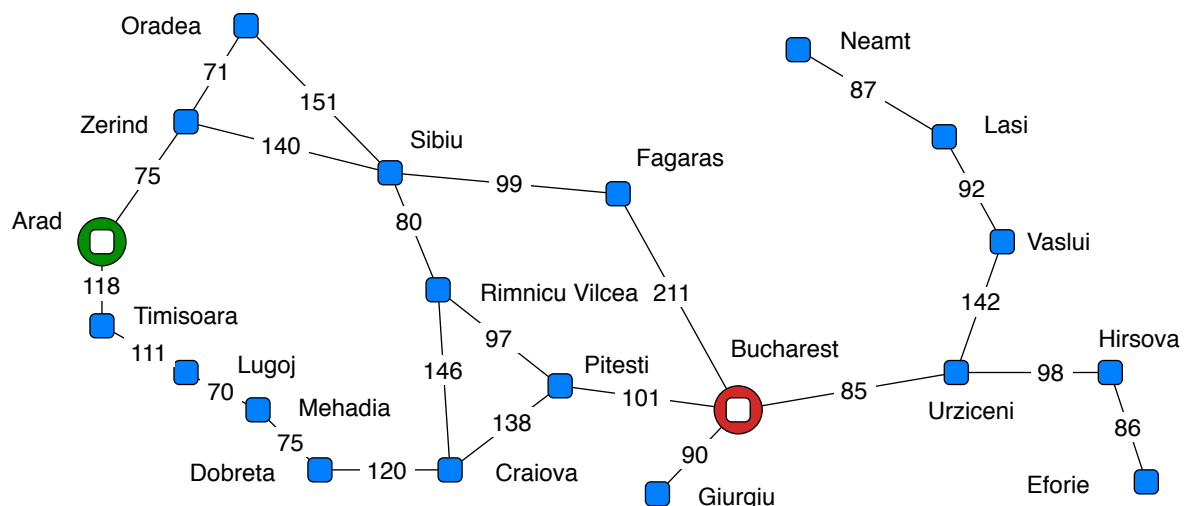 Oradea
Neamt
71
87
151
Zerind
Lasi
140
Sibiu
Fagaras
75
99
92
Arad
80
Vaslui
118
Rimnicu Vilcea
211
142
Timisoara
97
Hirsova
111
Lugoj
146
Pitesti
Bucharest
98
70
101
85
Mehadia
138
Urziceni
86
75
Dobreta
120
Craiova
90
Giurgiu
Eforie